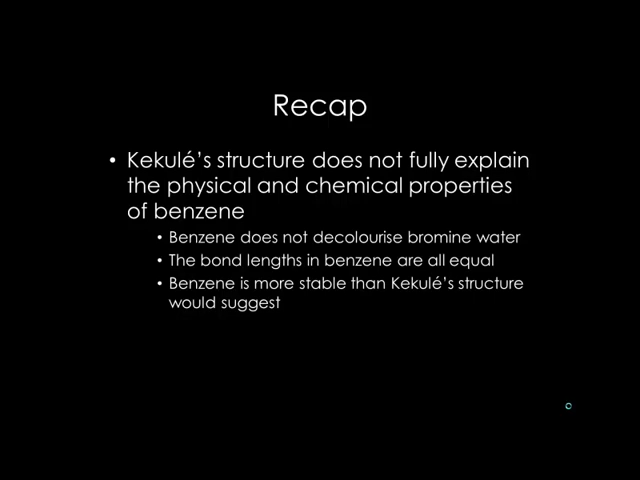 Recap
• Kekulé’s structure does not fully explain
the physical and chemical properties
of benzene
• Benzene does not decolourise bromine water
• The bond lengths in benzene are all equal
• Benzene is more stable than Kekulé’s structure
would suggest